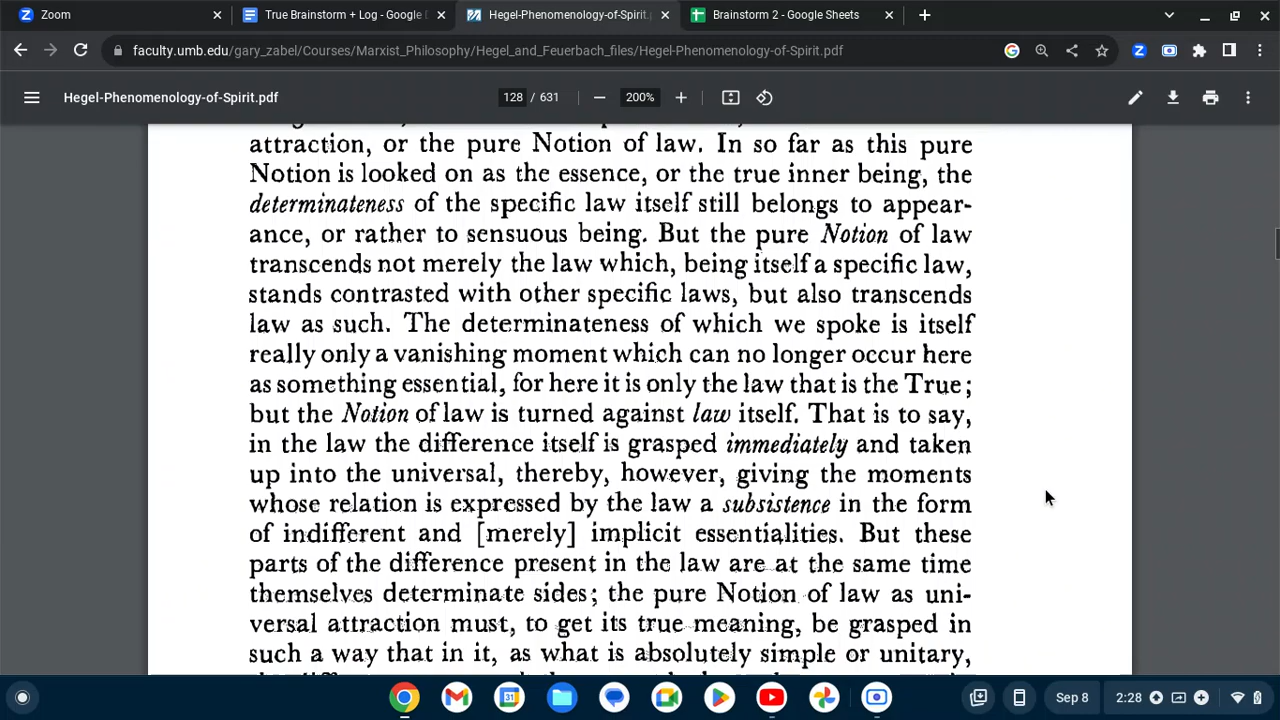 Zoom
True Brainstorm + Log - Google D
Hegel-Phenomenology-of-Spirit.
Brainstorm 2 - Google Sheets
faculty.umb.edu/gary_zabel/Courses/Marxist_Philosophy/Hegel_and_Feuerbach_files/Hegel-Phenomenology-of-Spirit.pdf
Hegel-Phenomenology-of-Spirit.pdf
128 / 631
200%
attraction, or the pure Notion of law. In so far as this pure
Notion is looked on as the essence, or the true inner being, the
determinateness of the specific law itself still belongs to appear-
ance, or rather to sensuous being. But the pure Notion of law
transcends not merely the law which, being itself a specific law,
stands contrasted with other specific laws, but also transcends
law as such. The determinateness of which we spoke is itself
really only a vanishing moment which can no longer occur here
as something essential, for here it is only the law that is the True;
but the Notion of law is turned against law itself. That is to say,
in the law the difference itself is grasped immediately and taken
up into the universal, thereby, however, giving the moments
whose relation is expressed by the law a subsistence in the form
of indifferent and [merely] implicit essentialities. But these
parts of the difference present in the law are at the same time
themselves determinate sides; the pure Notion of law as uni-
versal attraction must, to get its true meaning, be grasped in
such a way that in it, as what is absolutely simple or unitary,
Sep 8
2:28